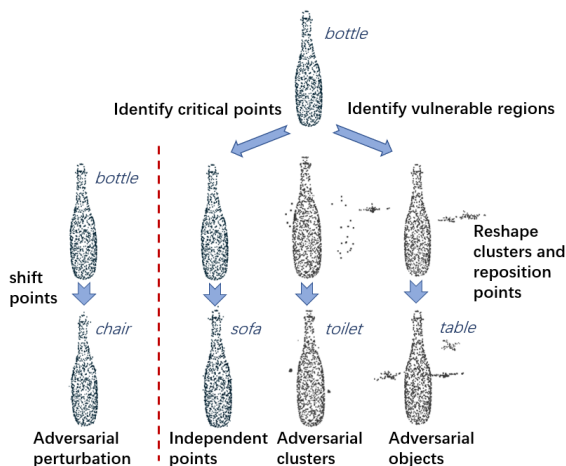 bottle
Identify critical points
Identify vulnerable regions
bottle
shift
points
Reshape
clusters and
reposition
points
chair
sofa
toilet
table
Adversarial
perturbation
Independent
points
Adversarial
clusters
Adversarial
objects